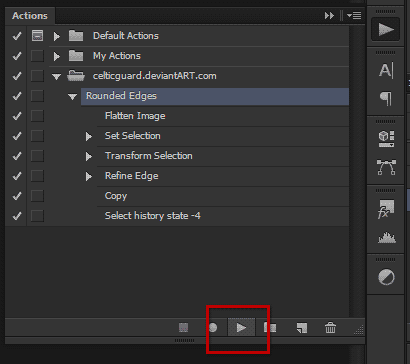 Actions
Default Actions
My Actions
celticguard.deviantART.com
Rounded Edges
Flatten Image
Set Selection
Transform Selection
Refine Edge
Copy
Select history state -4